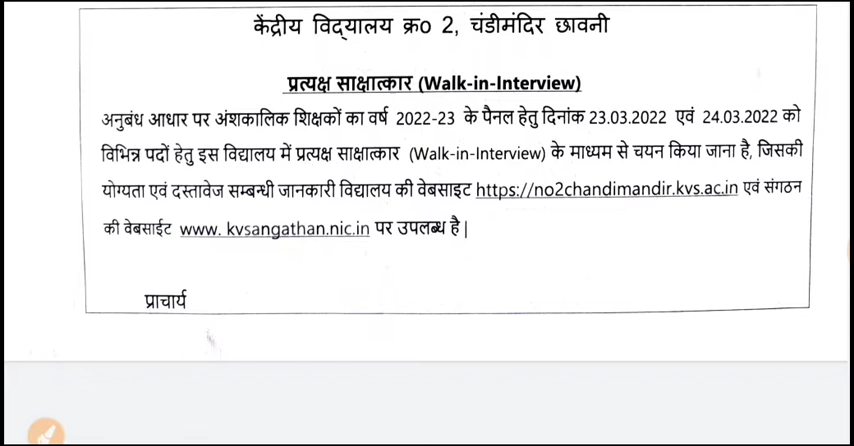 केंद्रीय विद्यालय क्र० 2, चंडीमंदिर छावनी
प्रत्यक्ष साक्षात्कार (Walk-in-Interview)
अनुबंध आधार पर अंशकालिक शिक्षकों का वर्ष 2022-23 के पैनल हेतु दिनांक 23.03.2022 एवं 24.03.2022 को
विभिन्न पदों हेतु इस विद्यालय में प्रत्यक्ष साक्षात्कार (Walk-in-Interview) के माध्यम से चयन किया जाना है, जिसकी
योग्यता एवं दस्तावेज सम्बन्धी जानकारी विद्यालय की वेबसाइट https://no2chandimandir.kvs.ac.in एवं संगठन
की वेबसाईट www. kvsangathan.nic.in पर उपलब्ध है|
प्राचार्य